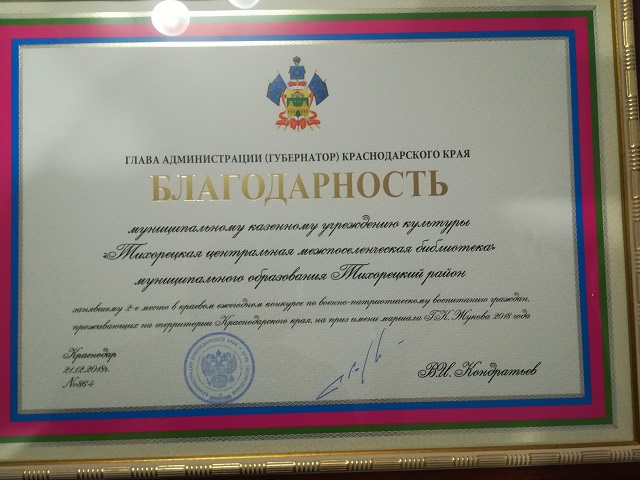 ГЛАВА АДМИНИСТРАЦИИ (ГУБЕРНАТОР) КРАСНОДАРСКОГО КРАЯ
БЛАГОДАРНОСТЬ
муниципальному казенному учреждению культуры
«Тихорецкая центральная межпоселенческая библиотека»
муниципального образования Тихорецкий район
занявшему 2-е место в краевом ежегодном конкурсе по военно-патриотическому воспитанию граждан,
проживающих на территории Краснодарского края, на приз имени маршала Г.К. Жукова 2018 года
Краснодар
21.12.2018г.
№864
В.И. Кондратьев